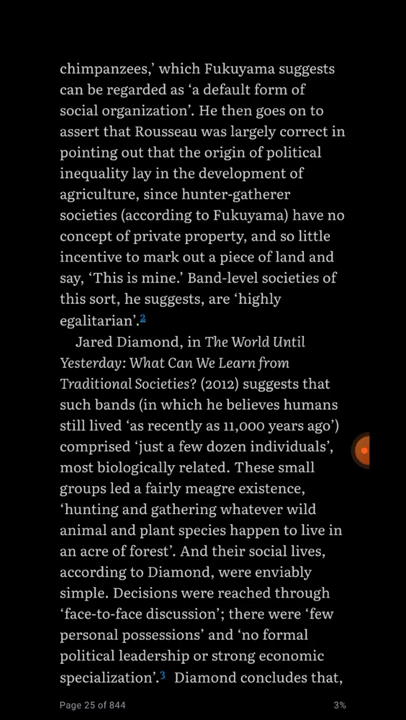 chimpanzees,’ which Fukuyama suggests
can be regarded as ‘a default form of
social organization’. He then goes on to
assert that Rousseau was largely correct in
pointing out that the origin of political
inequality lay in the development of
agriculture, since hunter-gatherer
societies (according to Fukuyama) have no
concept of private property, and so little
incentive to mark out a piece of land and
say, ‘This is mine.’ Band-level societies of
this sort, he suggests, are ‘highly
egalitarian’.2
Jared Diamond, in The World Until
Yesterday: What Can We Learn from
Traditional Societies? (2012) suggests that
such bands (in which he believes humans
still lived ‘as recently as 11,000 years ago’)
comprised ‘just a few dozen individuals’,
most biologically related. These small
groups led a fairly meagre existence,
‘hunting and gathering whatever wild
animal and plant species happen to live in
an acre of forest’. And their social lives,
according to Diamond, were enviably
simple. Decisions were reached through
‘face-to-face discussion’; there were ‘few
personal possessions’ and ‘no formal
political leadership or strong economic
specialization’.3 Diamond concludes that,
Page 25 of 844 3%